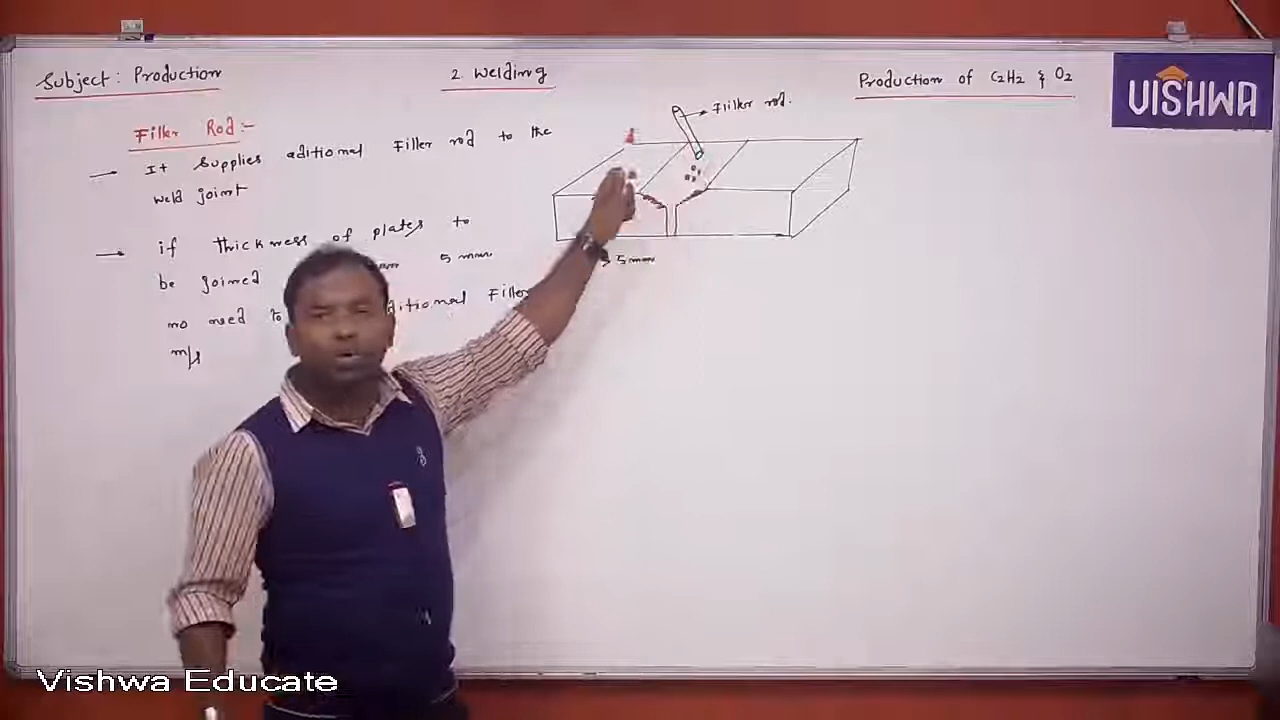 Subject: Production
2. Welding
Production of C2H2 & O2
VISHWA
Filler Rod:-
→ It supplies aditional Filler rod to the
weld joint
→ if thickness of plates to
be joined 5 mm
no need to ditional Filler
m/s
Fliller rod.
5 mm
Vishwa Educate